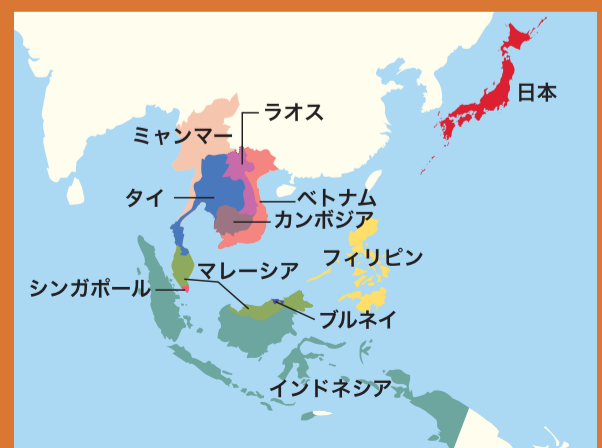 日本
ラオス
ミャンマー
タイ
ベトナム
カンボジア
フィリピン
マレーシア
シンガポール
ブルネイ
インドネシア